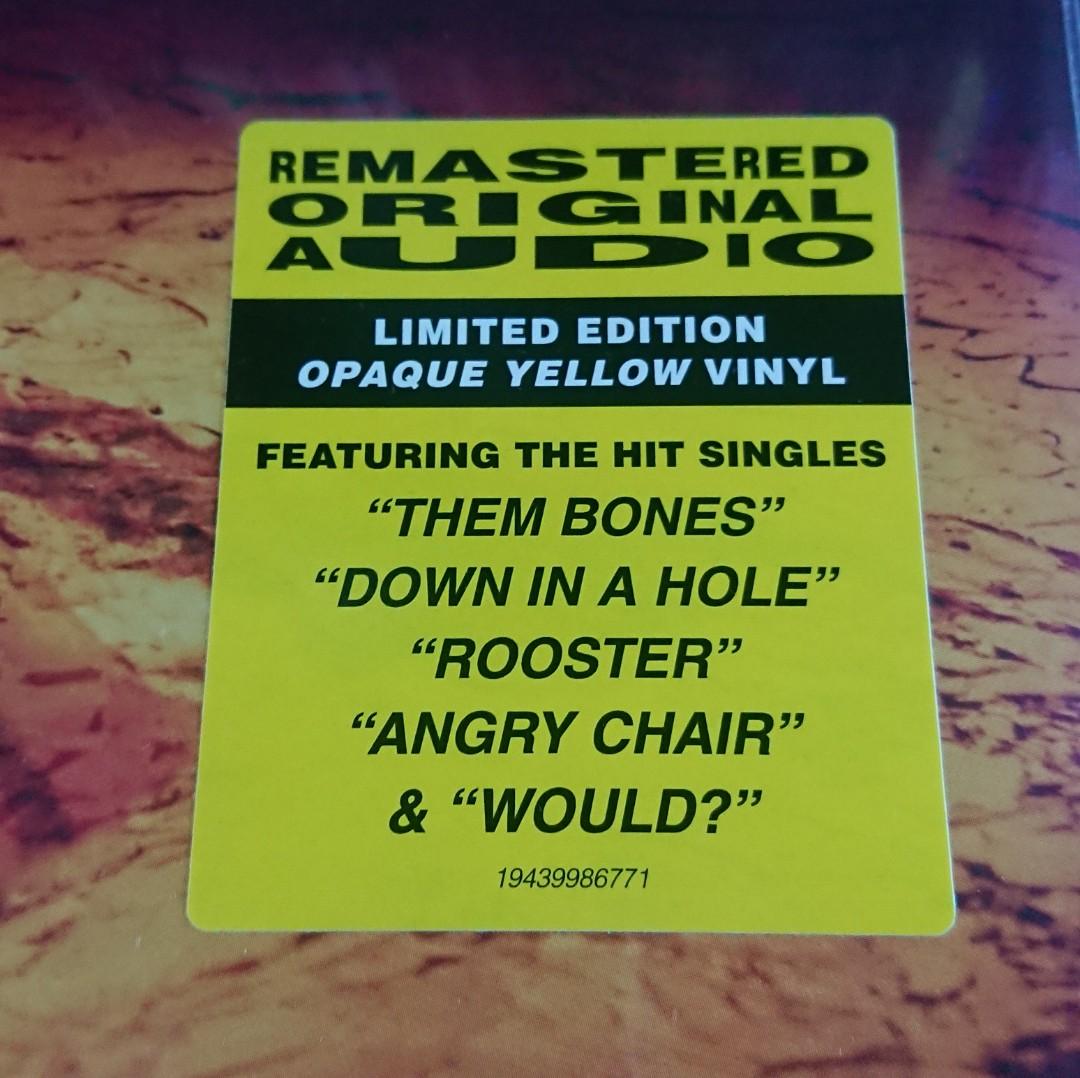 REMASTERED
ORIGINAL
AUDIO
LIMITED EDITION
OPAQUE YELLOW VINYL
FEATURING THE HIT SINGLES
“THEM BONES”
“DOWN IN A HOLE”
“ROOSTER”
“ANGRY CHAIR”
& “WOULD?”
19439986771